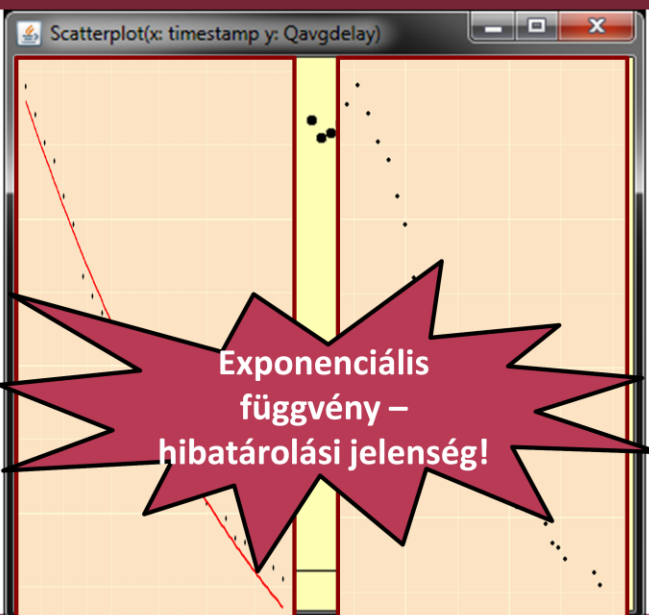 Scatterplot(x: timestamp y: Qavgdelay)
Exponenciális
függvény –
hibatárolási jelenség!